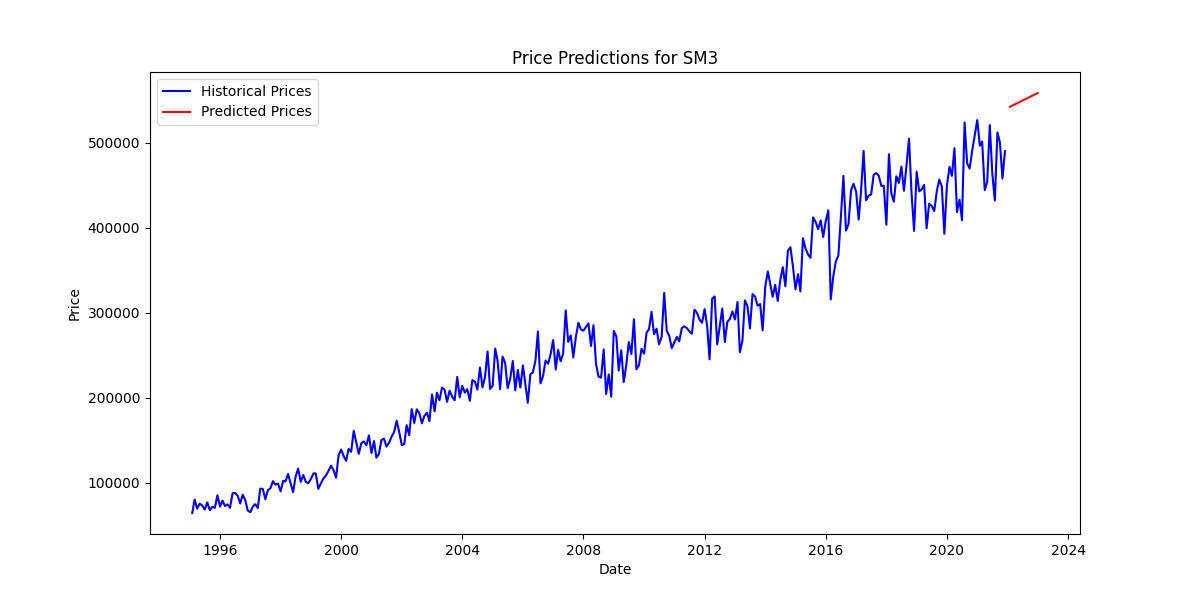 Price Predictions for SM3
Historical Prices
Predicted Prices
500000
400000
300000
200000
100000
Price
1996 2000 2004 2008 2012 2016 2020 2024
Date